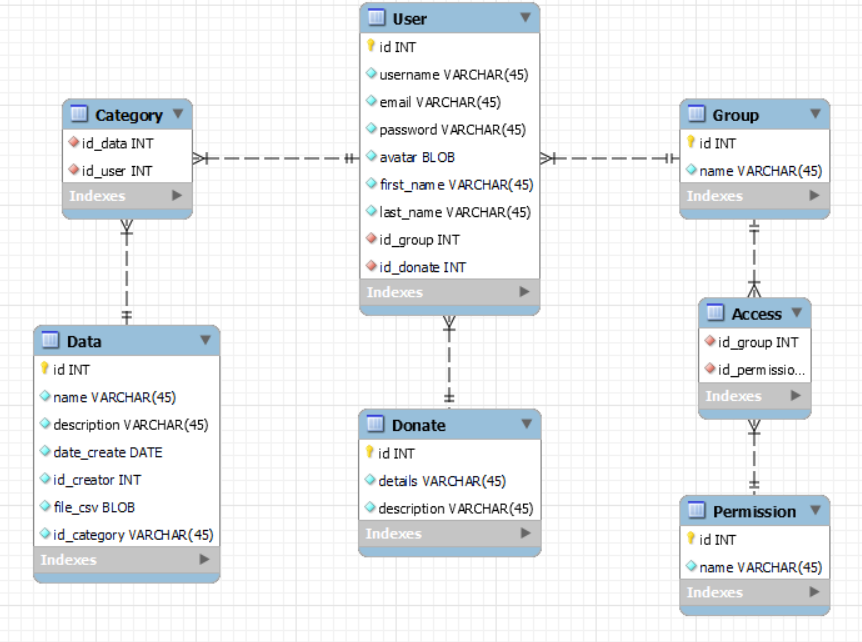 User
id INT
username VARCHAR(45)
email VARCHAR(45)
password VARCHAR(45)
avatar BLOB
first_name VARCHAR(45)
last_name VARCHAR(45)
id_group INT
id_donate INT
Indexes
Category
id_data INT
id_user INT
Indexes
Group
id INT
name VARCHAR(45)
Indexes
Access
id_group INT
id_permissio...
Indexes
Data
id INT
name VARCHAR(45)
description VARCHAR(45)
date_create DATE
id_creator INT
file_csv BLOB
id_category VARCHAR(45)
Indexes
Donate
id INT
details VARCHAR(45)
description VARCHAR(45)
Indexes
Permission
id INT
name VARCHAR(45)
Indexes